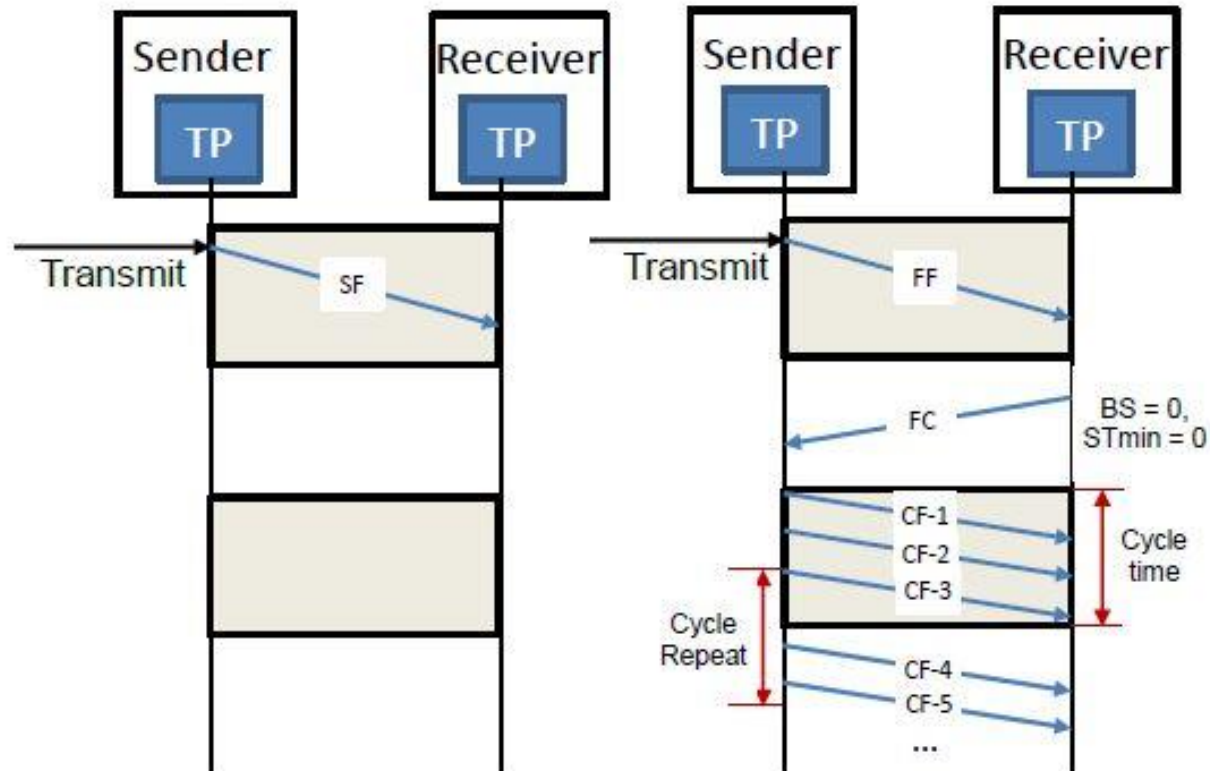 Sender
Receiver
TP
TP
Transmit
SF
Sender
Receiver
TP
TP
Transmit
FF
FC
BS = 0,
STmin = 0
CF-1
CF-2
CF-3
Cycle
time
Cycle
Repeat
CF-4
CF-5
...